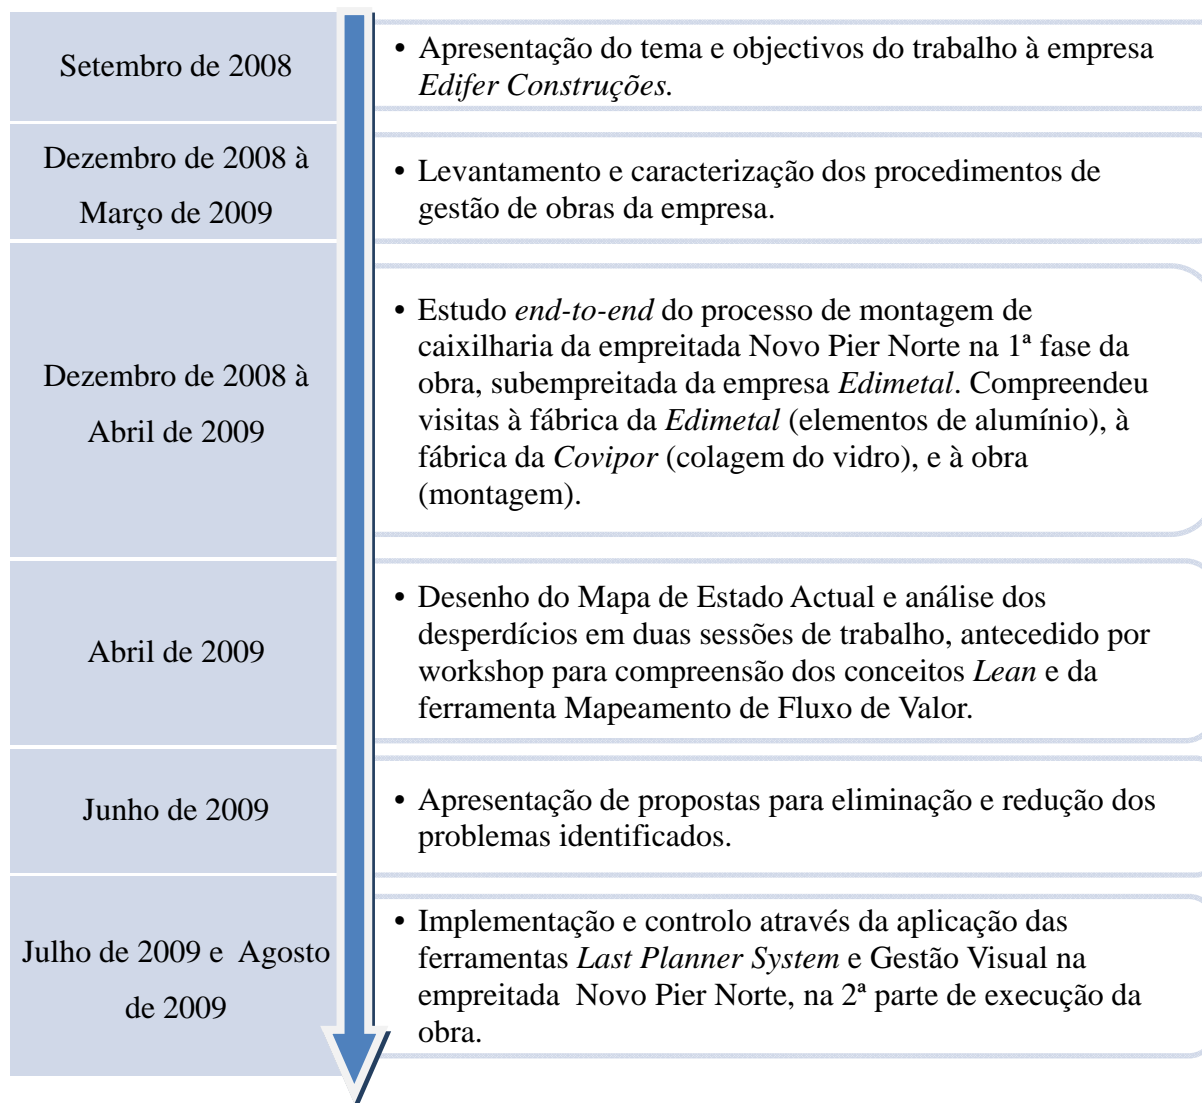 Setembro de 2008
• Apresentação do tema e objectivos do trabalho à empresa
Edifer Construções.
Dezembro de 2008 à
Março de 2009
• Levantamento e caracterização dos procedimentos de
gestão de obras da empresa.
Dezembro de 2008 à
Abril de 2009
• Estudo end-to-end do processo de montagem de
caixilharia da empreitada Novo Pier Norte na 1ª fase da
obra, subempreitada da empresa Edimetal. Compreendeu
visitas à fábrica da Edimetal (elementos de alumínio), à
fábrica da Covipor (colagem do vidro), e à obra
(montagem).
Abril de 2009
• Desenho do Mapa de Estado Actual e análise dos
desperdícios em duas sessões de trabalho, antecedido por
workshop para compreensão dos conceitos Lean e da
ferramenta Mapeamento de Fluxo de Valor.
Junho de 2009
• Apresentação de propostas para eliminação e redução dos
problemas identificados.
Julho de 2009 e Agosto
de 2009
• Implementação e controlo através da aplicação das
ferramentas Last Planner System e Gestão Visual na
empreitada Novo Pier Norte, na 2ª parte de execução da
obra.